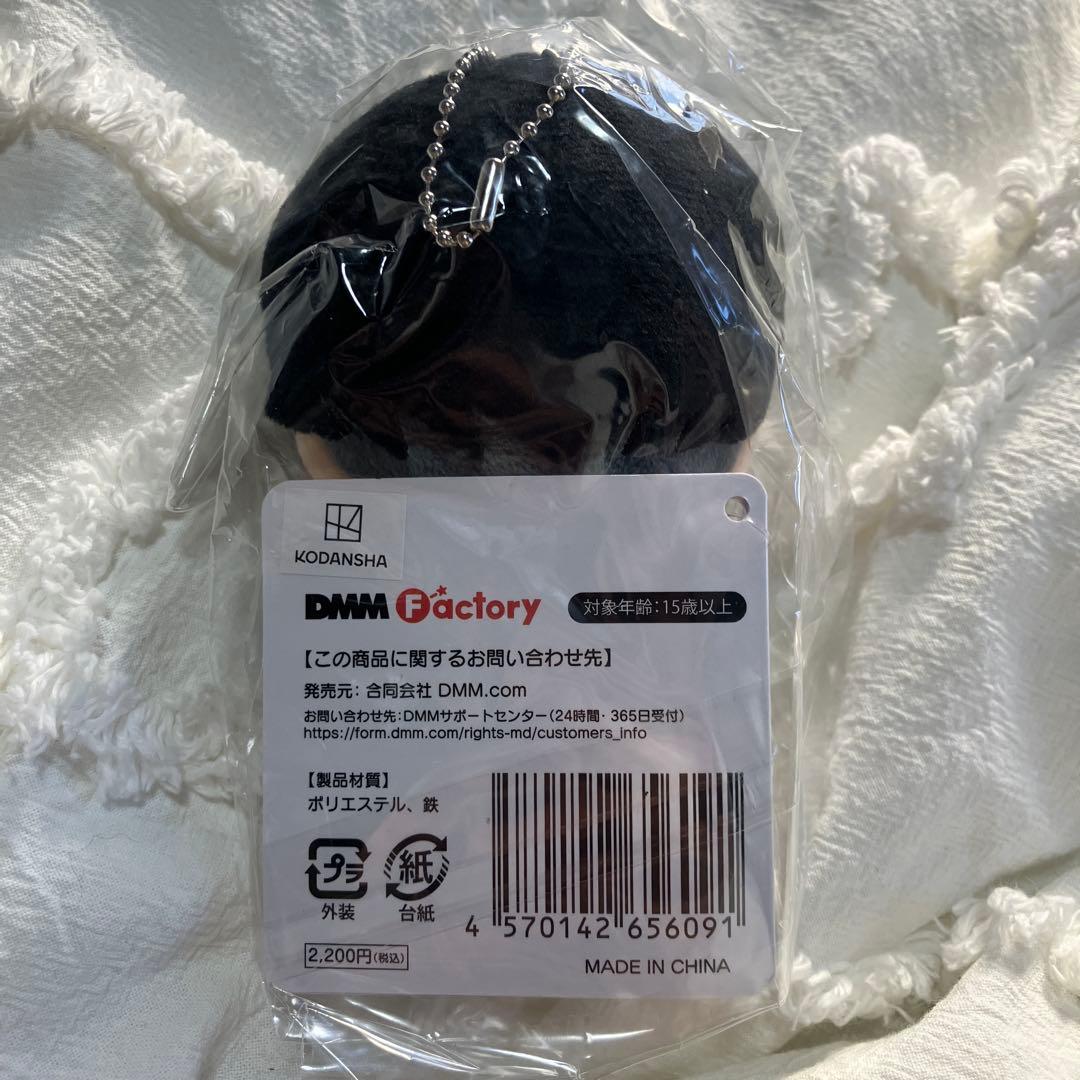 KODANSHA
DMM Factory
対象年齢:15歳以上
【この商品に関するお問い合わせ先】
発売元: 合同会社 DMM.com
お問い合わせ先:DMMサポートセンター(24時間・365日受付)
https://form.dmm.com/rights-md/customers_info
【製品材質】
ポリエステル、鉄
プラ
外装
紙
台紙
4 570142 656091
2,200円(税込)
MADE IN CHINA